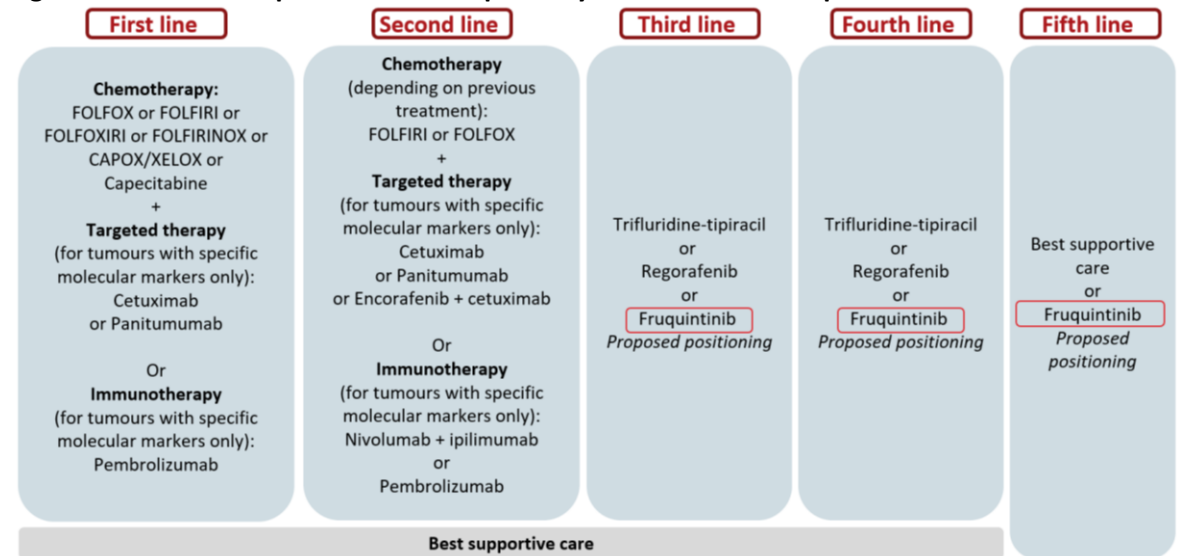 First line
Chemotherapy:
FOLFOX or FOLFIRI or
FOLFOXIRI or FOLFIRINOX or
CAPOX/XELOX or
Capecitabine
+
Targeted therapy
(for tumours with specific
molecular markers only):
Cetuximab
or Panitumumab
Or
Immunotherapy
(for tumours with specific
molecular markers only):
Pembrolizumab
Second line
Chemotherapy
(depending on previous
treatment):
FOLFIRI or FOLFOX
+
Targeted therapy
(for tumours with specific
molecular markers only):
Cetuximab
or Panitumumab
or Encorafenib + cetuximab
Or
Immunotherapy
(for tumours with specific
molecular markers only):
Nivolumab + ipilimumab
or
Pembrolizumab
Third line
Trifluridine-tipiracil
or
Regorafenib
or
Fruquintinib
Proposed positioning
Fourth line
Trifluridine-tipiracil
or
Regorafenib
or
Fruquintinib
Proposed positioning
Fifth line
Best supportive
care
or
Fruquintinib
Proposed
positioning
Best supportive care